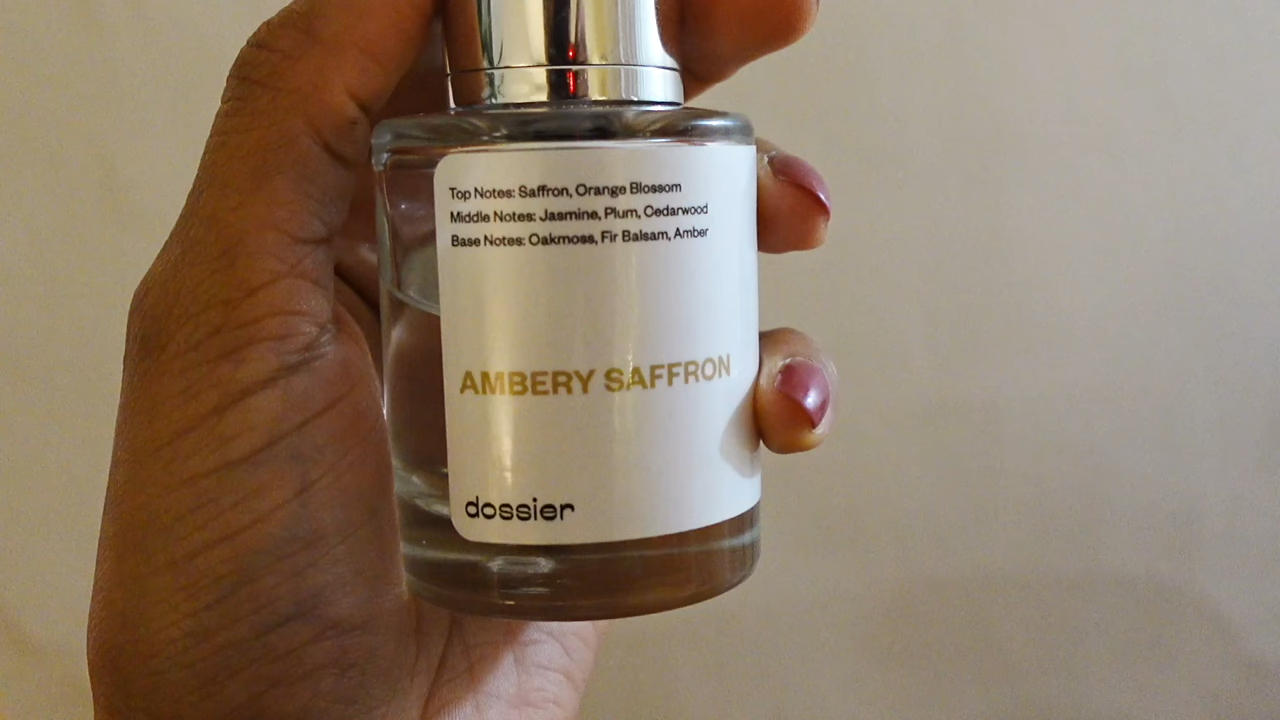 Top Notes: Saffron, Orange Blossom
Middle Notes: Jasmine, Plum, Cedarwood
Base Notes: Oakmoss, Fir Balsam, Amber
AMBERY SAFFRON
dossier